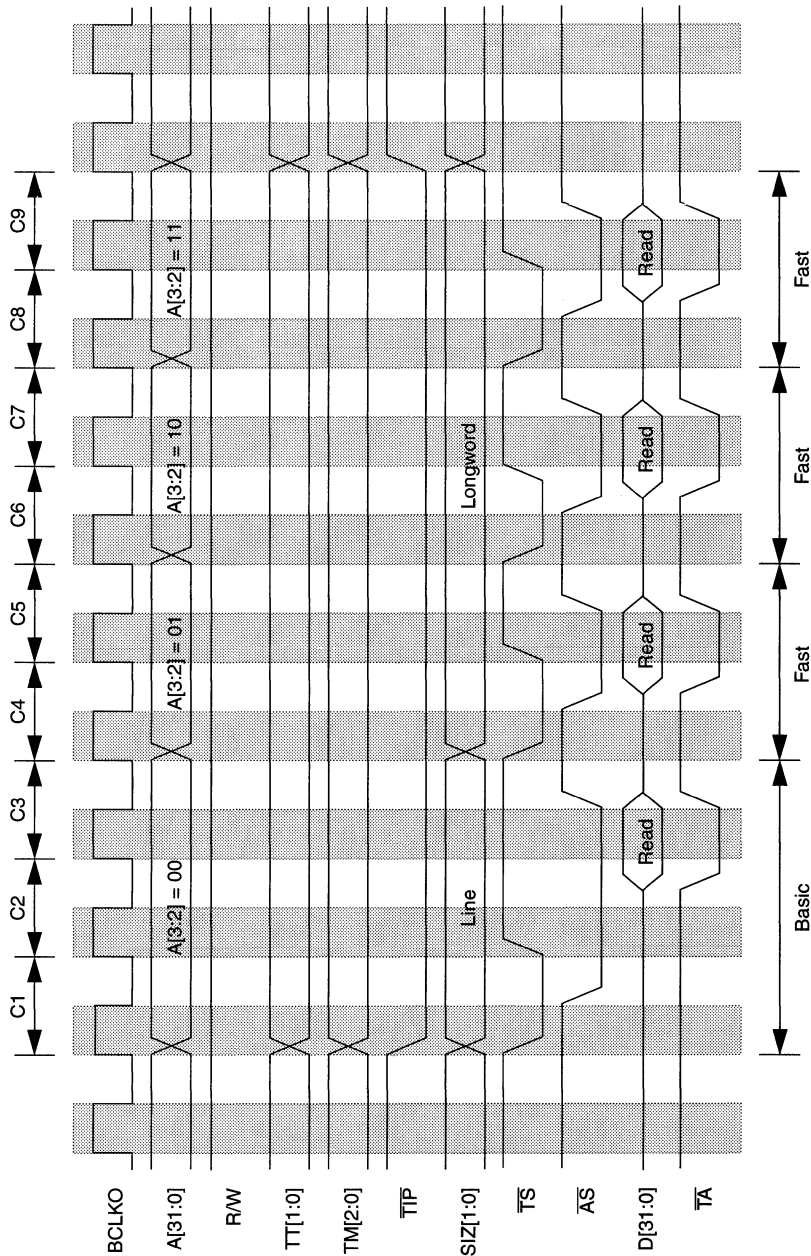 C1 C2 C3 C4 C5 C6 C7 C8 C9
BCLKO
A[31:0] A[3:2] = 00 A[3:2] = 01 A[3:2] = 10 A[3:2] = 11
R/W
TT[1:0]
TM[2:0]
TIP
SIZ[1:0] Line Longword
TS
AS
D[31:0] Read Read Read Read
TA
Basic Fast Fast Fast